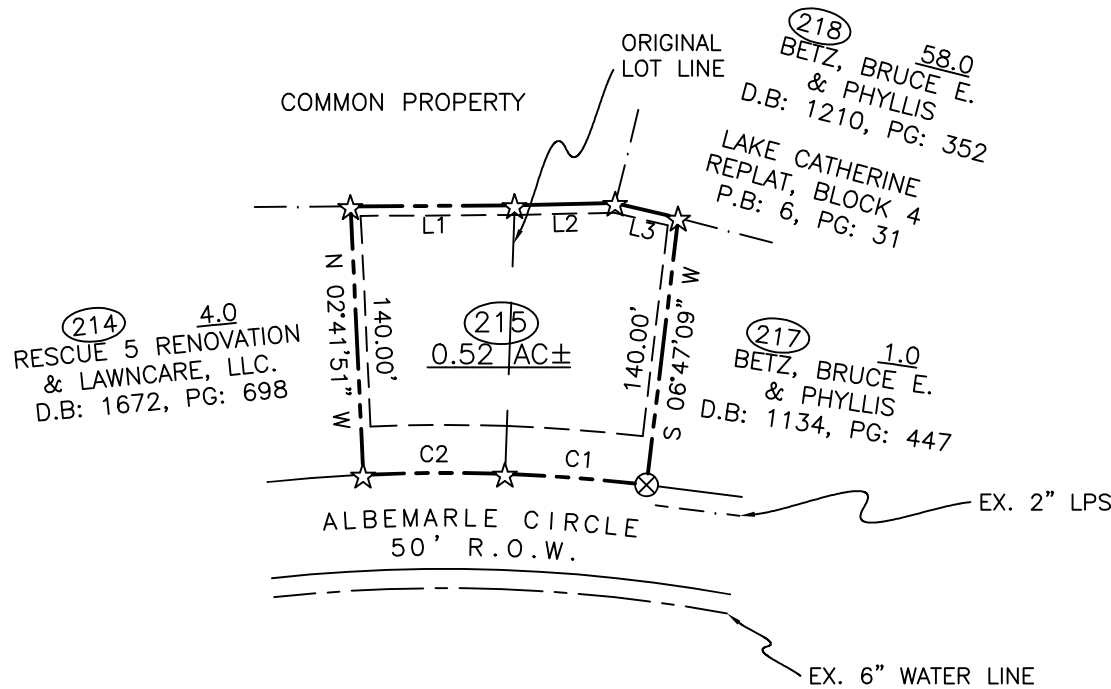 218
58.0
BETZ, BRUCE E.
& PHYLLIS
D.B: 1210, PG: 352
LAKE CATHERINE
REPLAT, BLOCK 4
P.B: 6, PG: 31
ORIGINAL
LOT LINE
COMMON PROPERTY
L1
L2
L3
N 02°41'51" W
140.00'
215
0.52 AC±
140.00'
S 06°47'09" W
214
4.0
RESCUE 5 RENOVATION
& LAWNCARE, LLC.
D.B: 1672, PG: 698
217
1.0
BETZ, BRUCE E.
& PHYLLIS
D.B: 1134, PG: 447
C2
C1
EX. 2" LPS
ALBEMARLE CIRCLE
50' R.O.W.
EX. 6" WATER LINE